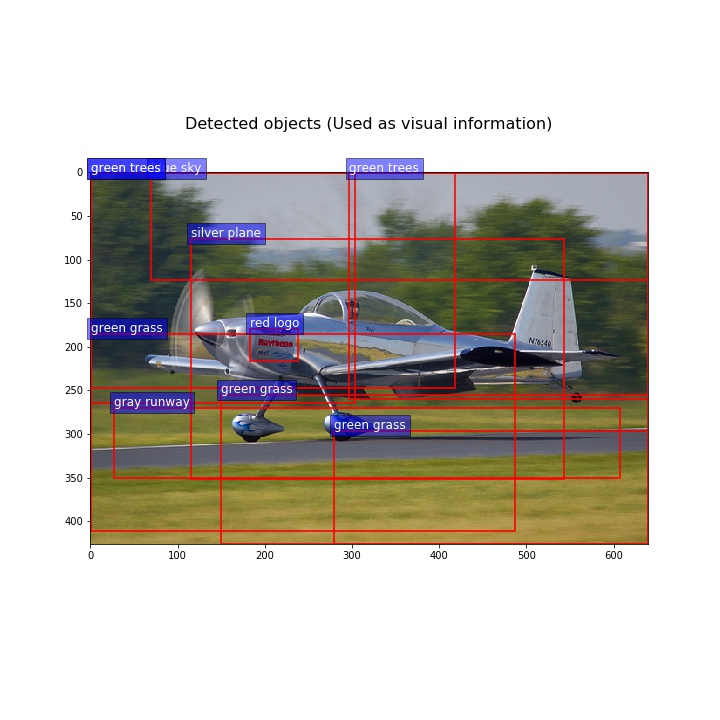 Detected objects (Used as visual information)
green trees
ue sky
green trees
silver plane
red logo
green grass
Raytheon
green grass
gray runway
green grass
0
50
100
150
200
250
300
350
400
0 100 200 300 400 500 600